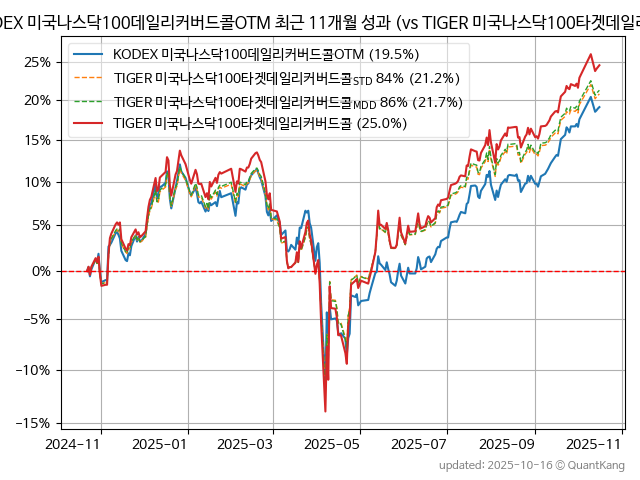 DEX 미국나스닥100데일리커버드콜OTM 최근 11개월 성과 (vs TIGER 미국나스닥100타겟데일리
KODEX 미국나스닥100데일리커버드콜OTM (19.5%)
TIGER 미국나스닥100타겟데일리커버드콜STD 84% (21.2%)
TIGER 미국나스닥100타겟데일리커버드콜MDD 86% (21.7%)
TIGER 미국나스닥100타겟데일리커버드콜 (25.0%)
25%
20%
15%
10%
5%
0%
−5%
−10%
−15%
2024-11 2025-01 2025-03 2025-05 2025-07 2025-09 2025-11
updated: 2025-10-16 © QuantKang